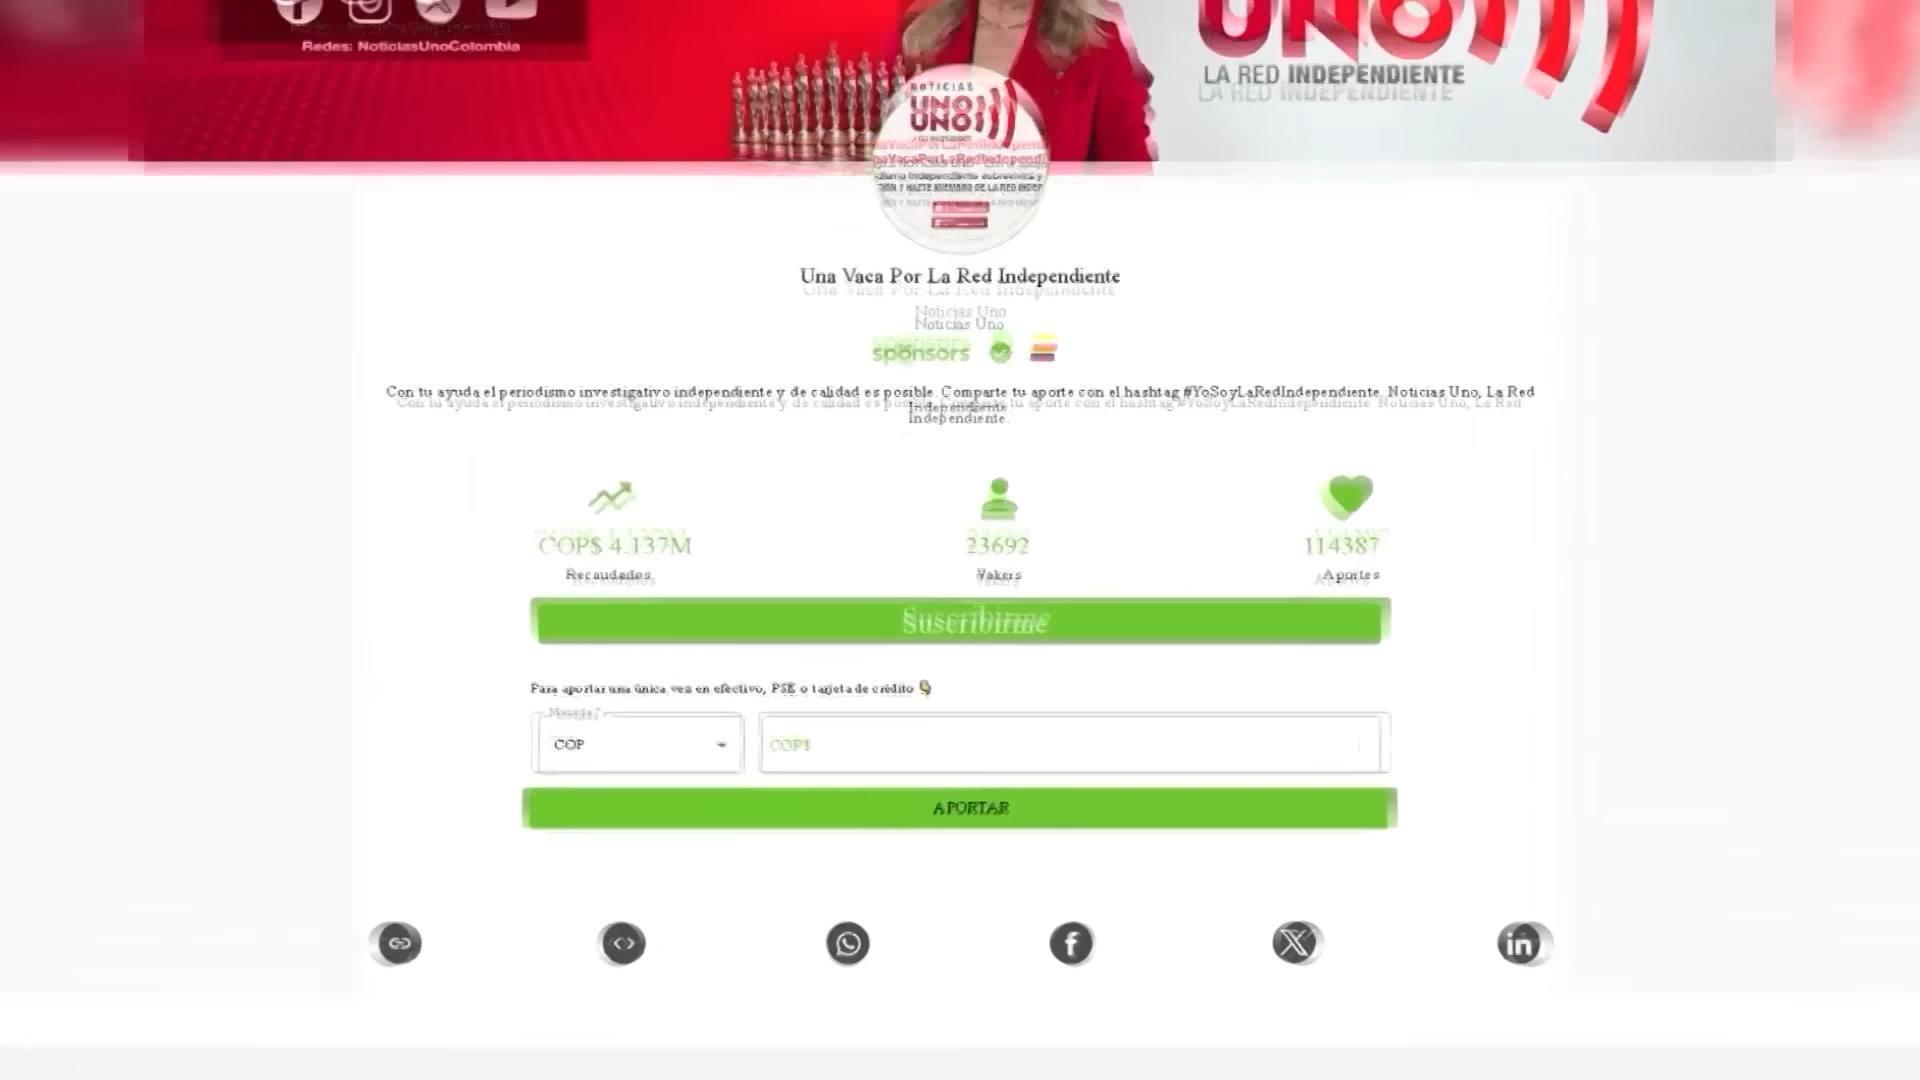 Redes: NoticiasUnoColombia
UNO
LA RED INDEPENDIENTE
NOTICIAS
UNO
Una Vaca Por La Red Independiente
Noticias Uno
sponsors
Con tu ayuda el periodismo investigativo independiente y de calidad es posible. Comparte tu aporte con el hashtag #YoSoyLaRedIndependiente. Noticias Uno, La Red
Independiente.
COP$ 4.137M
23692
114387
Recaudados
Vakers
Aportes
Suscribirme
Para aportar una única vez en efectivo, PSE o tarjeta de crédito
Moneda *
COP
COP$
APORTAR